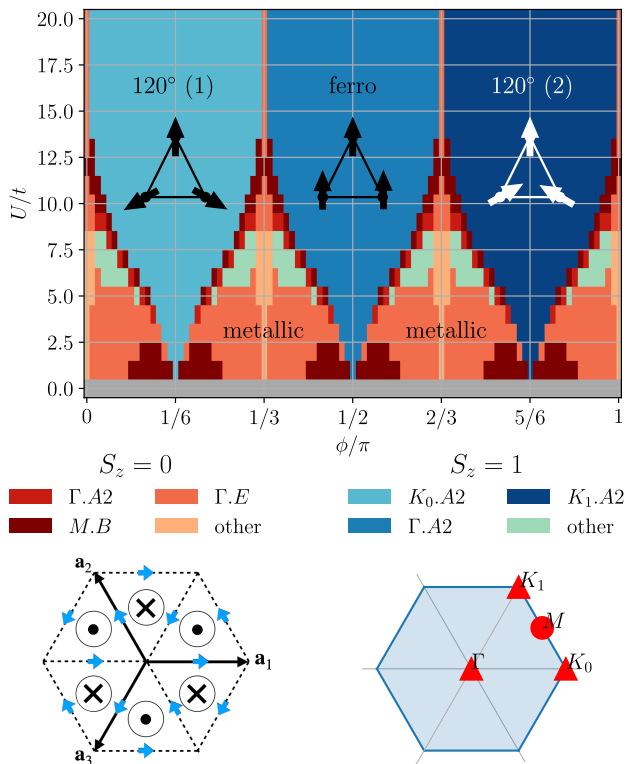 20.0
17.5
15.0
12.5
10.0
7.5
5.0
2.5
0.0
U/t
120° (1)
ferro
120° (2)
metallic
metallic
0
1/6
1/3
1/2
2/3
5/6
1
ϕ/π
S_z = 0
S_z = 1
Γ.A2
Γ.E
K_0.A2
K_1.A2
M.B
other
Γ.A2
other
a_2
a_1
a_3
K_1
M
Γ
K_0